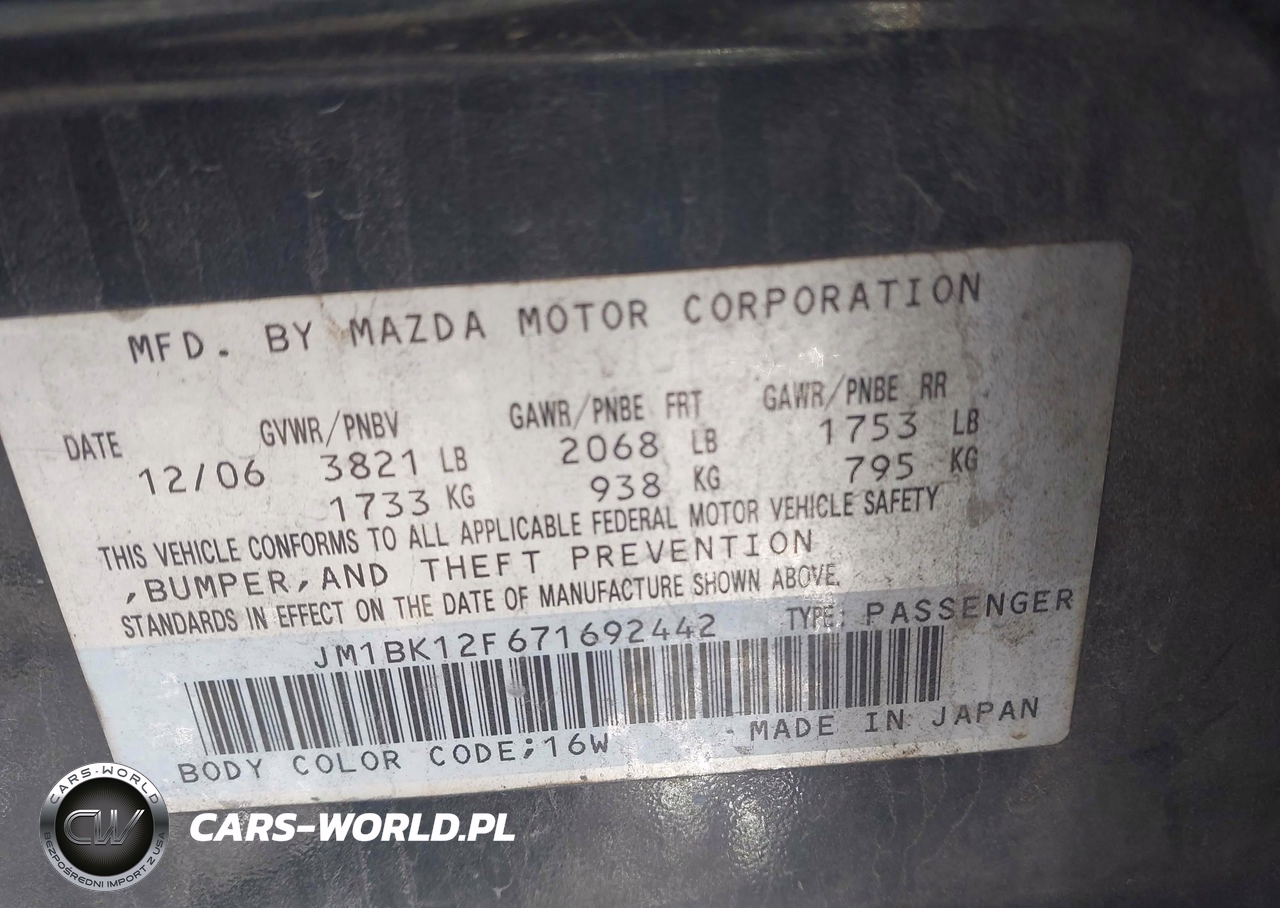 MFD. BY MAZDA MOTOR CORPORATION
DATE GVWR/PNBV GAWR/PNBE FRT GAWR/PNBE RR
12/06 3821 LB 2068 LB 1753 LB
1733 KG 938 KG 795 KG
THIS VEHICLE CONFORMS TO ALL APPLICABLE FEDERAL MOTOR VEHICLE SAFETY
,BUMPER,AND THEFT PREVENTION
STANDARDS IN EFFECT ON THE DATE OF MANUFACTURE SHOWN ABOVE.
JM1BK12F671692442 TYPE: PASSENGER
BODY COLOR CODE;16W MADE IN JAPAN
CARS-WORLD
CW
BEZPOŚREDNI IMPORT Z USA
CARS-WORLD.PL